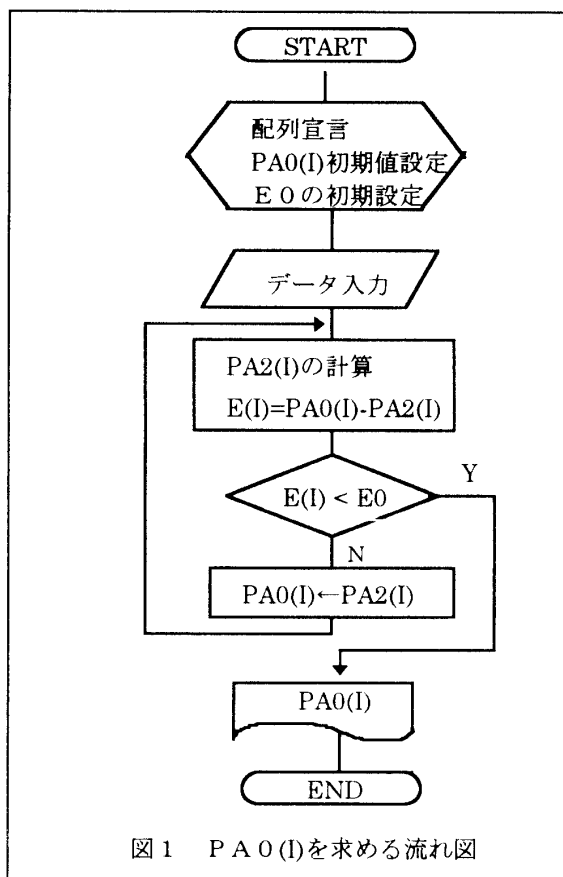 START
配列宣言
PA0(I)初期値設定
E０の初期設定
データ入力
PA2(I)の計算
E(I)=PA0(I)-PA2(I)
E(I) < E0
Y
N
PA0(I)←PA2(I)
PA0(I)
END
図1　ＰＡ０(I)を求める流れ図